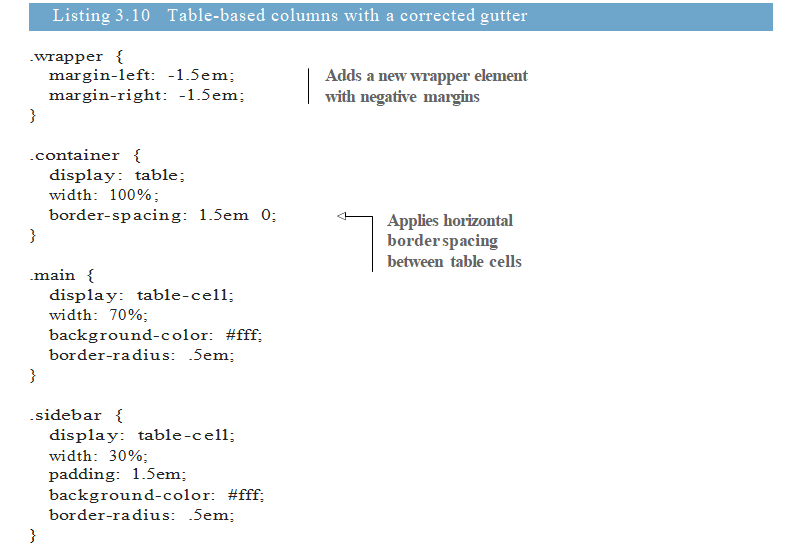 Listing 3.10 Table-based columns with a corrected gutter
.wrapper {
margin-left: -1.5em;
margin-right: -1.5em;
}
Adds a new wrapper element
with negative margins
.container {
display: table;
width: 100%;
border-spacing: 1.5em 0;
}
Applies horizontal
border spacing
between table cells
.main {
display: table-cell;
width: 70%;
background-color: #fff;
border-radius: .5em;
}
.sidebar {
display: table-cell;
width: 30%;
padding: 1.5em;
background-color: #fff;
border-radius: .5em;
}